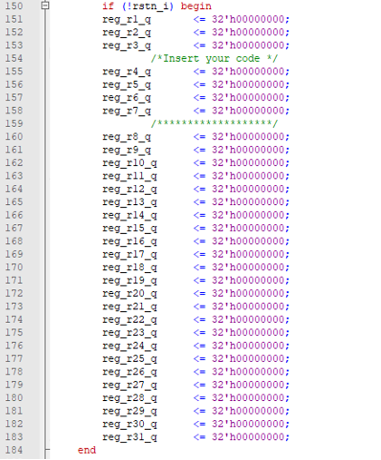 150 if (!rstn_i) begin
151 reg_r1_q <= 32'h00000000;
152 reg_r2_q <= 32'h00000000;
153 reg_r3_q <= 32'h00000000;
154 /*Insert your code */
155 reg_r4_q <= 32'h00000000;
156 reg_r5_q <= 32'h00000000;
157 reg_r6_q <= 32'h00000000;
158 reg_r7_q <= 32'h00000000;
159 /********************/
160 reg_r8_q <= 32'h00000000;
161 reg_r9_q <= 32'h00000000;
162 reg_r10_q <= 32'h00000000;
163 reg_r11_q <= 32'h00000000;
164 reg_r12_q <= 32'h00000000;
165 reg_r13_q <= 32'h00000000;
166 reg_r14_q <= 32'h00000000;
167 reg_r15_q <= 32'h00000000;
168 reg_r16_q <= 32'h00000000;
169 reg_r17_q <= 32'h00000000;
170 reg_r18_q <= 32'h00000000;
171 reg_r19_q <= 32'h00000000;
172 reg_r20_q <= 32'h00000000;
173 reg_r21_q <= 32'h00000000;
174 reg_r22_q <= 32'h00000000;
175 reg_r23_q <= 32'h00000000;
176 reg_r24_q <= 32'h00000000;
177 reg_r25_q <= 32'h00000000;
178 reg_r26_q <= 32'h00000000;
179 reg_r27_q <= 32'h00000000;
180 reg_r28_q <= 32'h00000000;
181 reg_r29_q <= 32'h00000000;
182 reg_r30_q <= 32'h00000000;
183 reg_r31_q <= 32'h00000000;
184 end